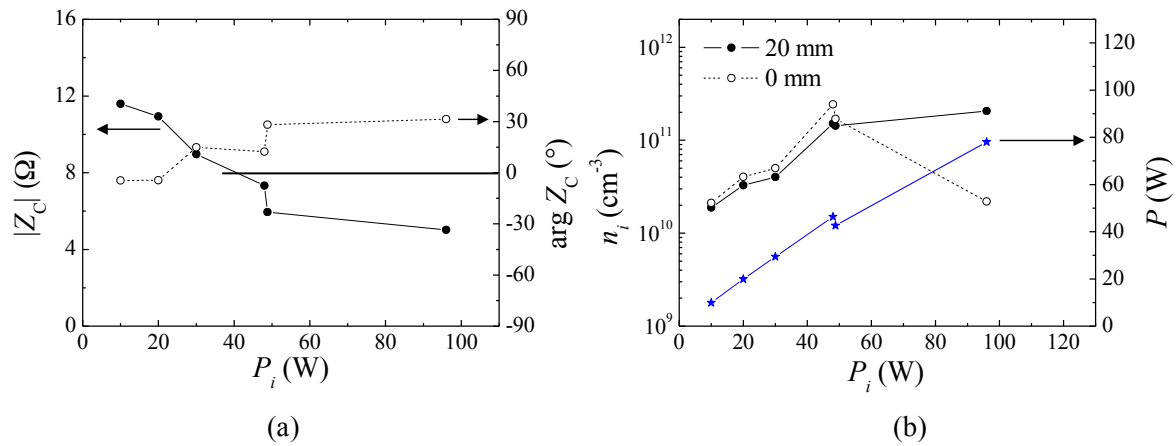 16
12
8
4
0
|Z_C| (Ω)
90
60
30
0
-30
-60
-90
arg Z_C (°)
0 20 40 60 80 100
P_i (W)
(a)
20 mm
0 mm
10^12
10^11
10^10
10^9
n_i (cm^-3)
120
100
80
60
40
20
0
P (W)
0 20 40 60 80 100 120
P_i (W)
(b)